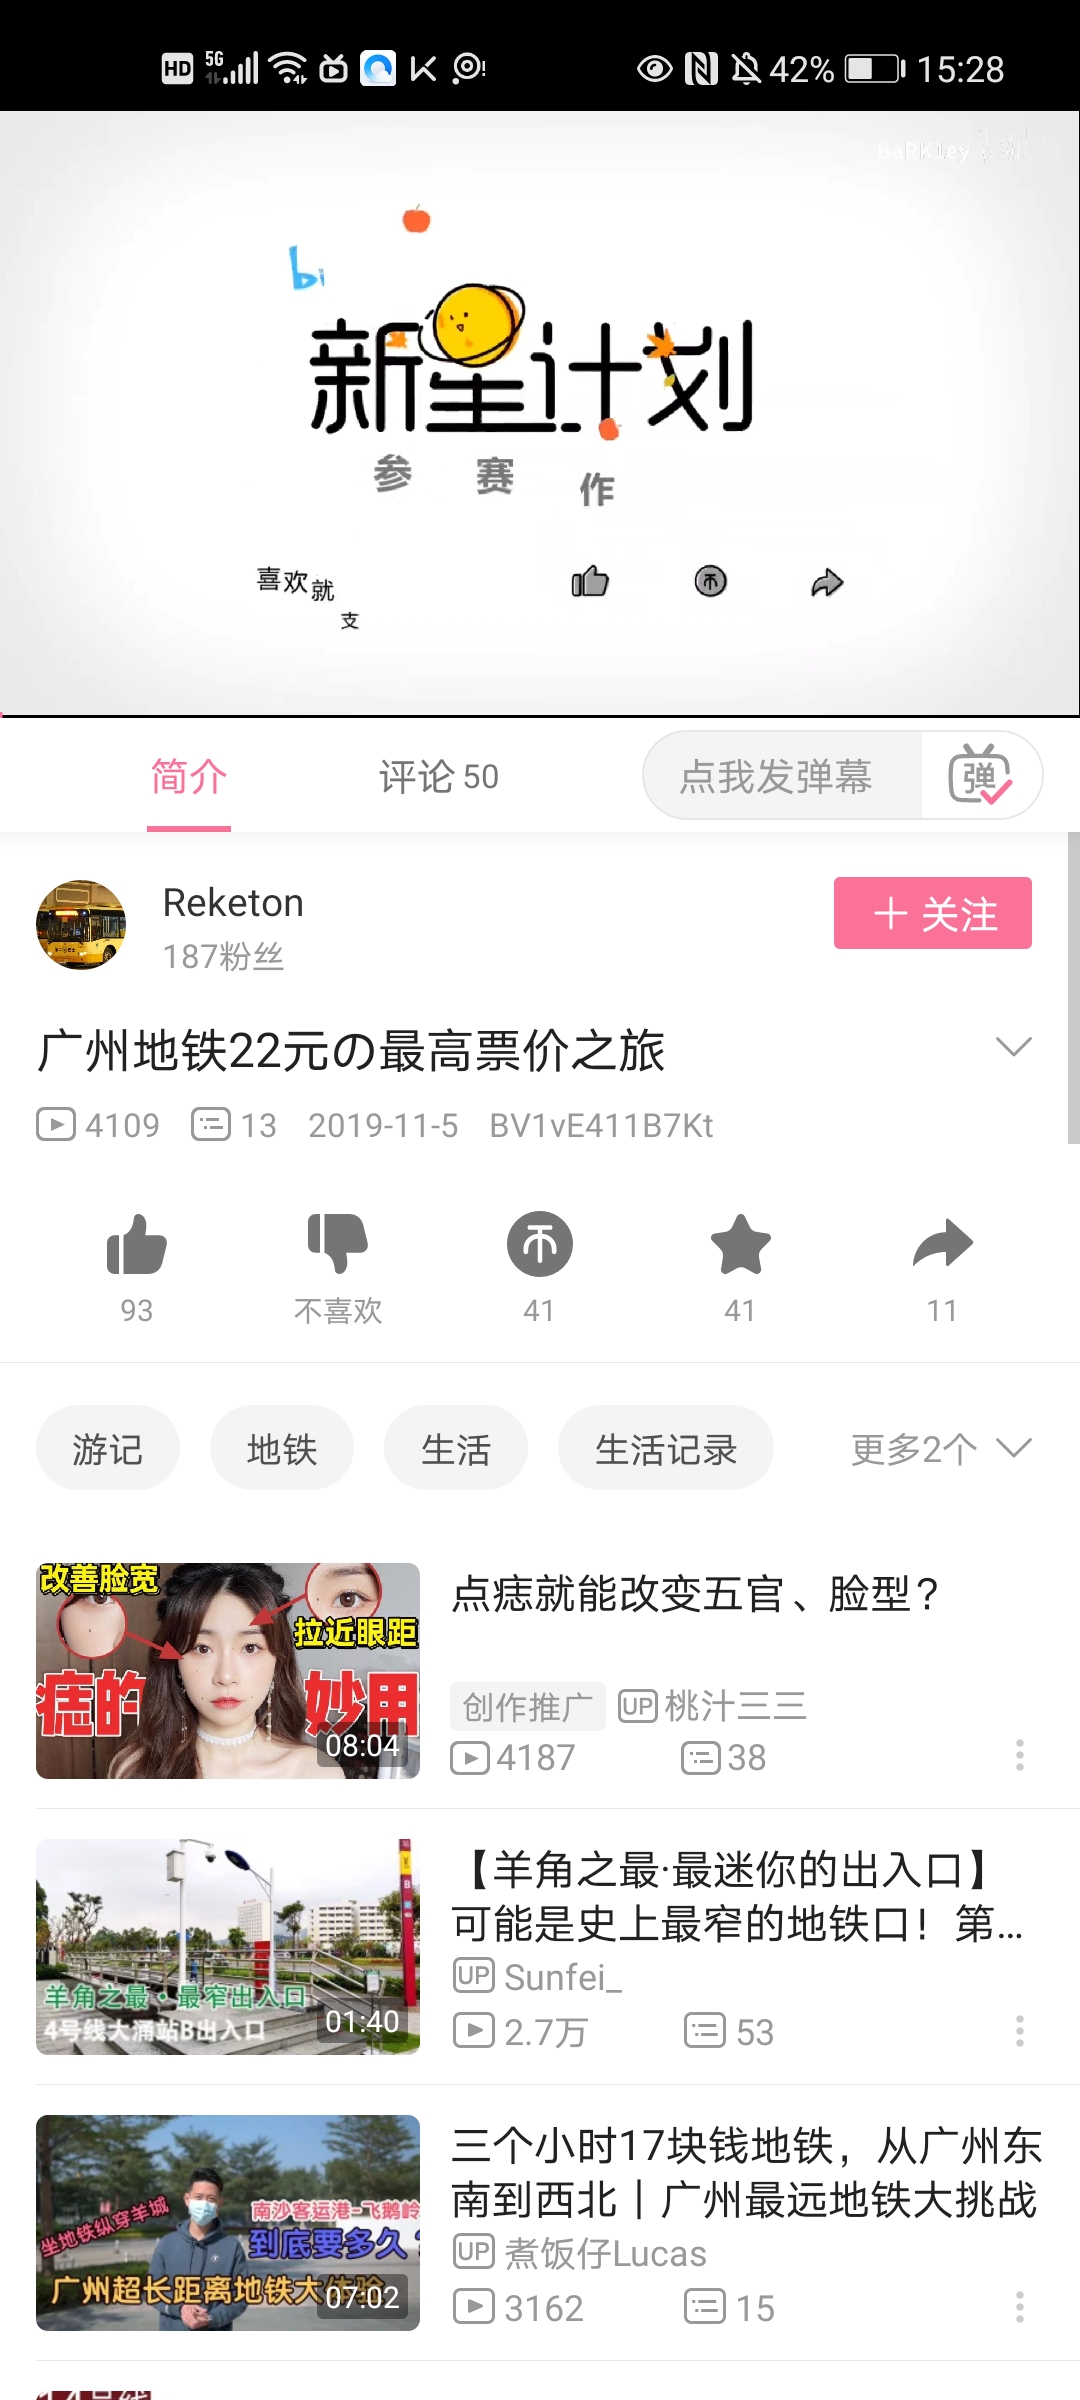 HD 5G 42% 15:28
BaRK1ey
bi
新星计划
参赛作
喜欢就支
简介 评论 50 点我发弹幕 弹
Reketon
187粉丝
关注
广州地铁22元の最高票价之旅
4109 13 2019-11-5 BV1vE411B7Kt
93 不喜欢 41 41 11
游记 地铁 生活 生活记录 更多2个
改善脸宽
拉近眼距
痣的 妙用
08:04
点痣就能改变五官、脸型？
创作推广 UP 桃汁三三
4187 38
羊角之最·最窄出入口
4号线大涌站B出入口
01:40
【羊角之最·最迷你的出入口】
可能是史上最窄的地铁口！第...
UP Sunfei_
2.7万 53
坐地铁纵穿羊城
南沙客运港-飞鹅岭
到底要多久？
广州超长距离地铁大体验
07:02
三个小时17块钱地铁，从广州东
南到西北｜广州最远地铁大挑战
UP 煮饭仔Lucas
3162 15